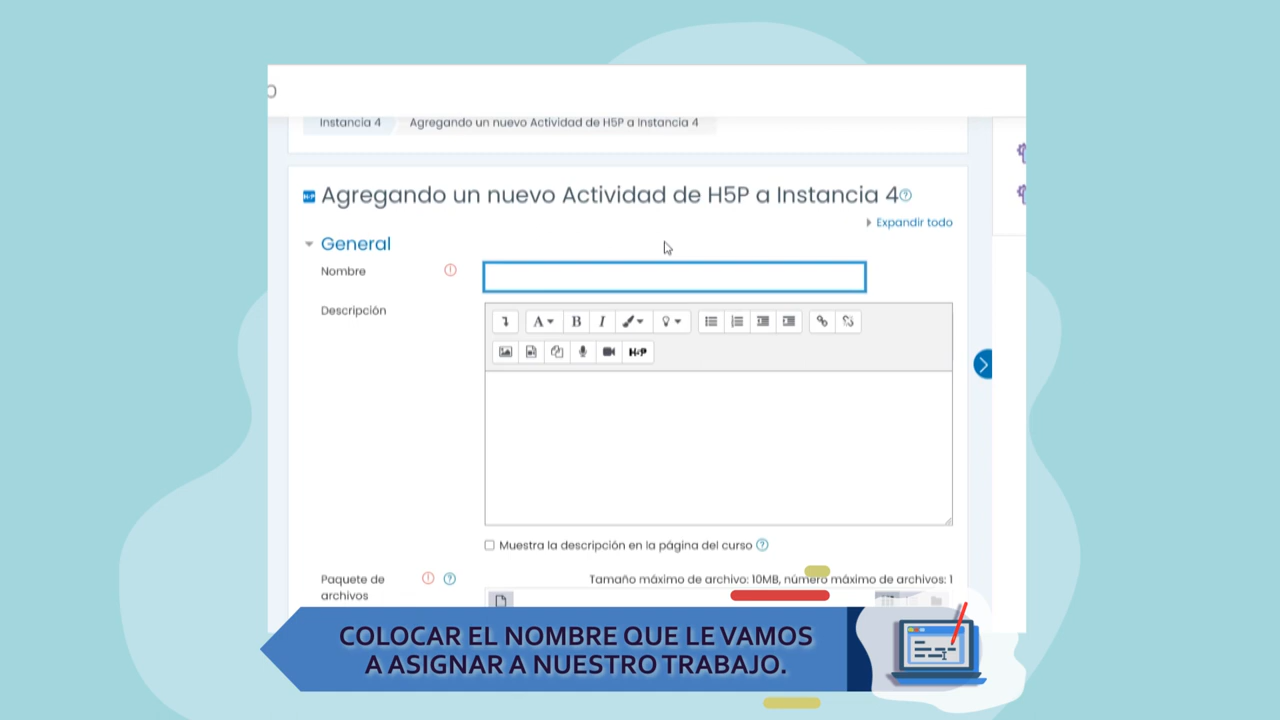 Instancia 4 Agregando un nuevo Actividad de H5P a Instancia 4
H5P Agregando un nuevo Actividad de H5P a Instancia 4
Expandir todo
General
Nombre
Descripción
A B I
H5P
Muestra la descripción en la página del curso
Paquete de archivos
Tamaño máximo de archivo: 10MB, número máximo de archivos: 1
COLOCAR EL NOMBRE QUE LE VAMOS
A ASIGNAR A NUESTRO TRABAJO.